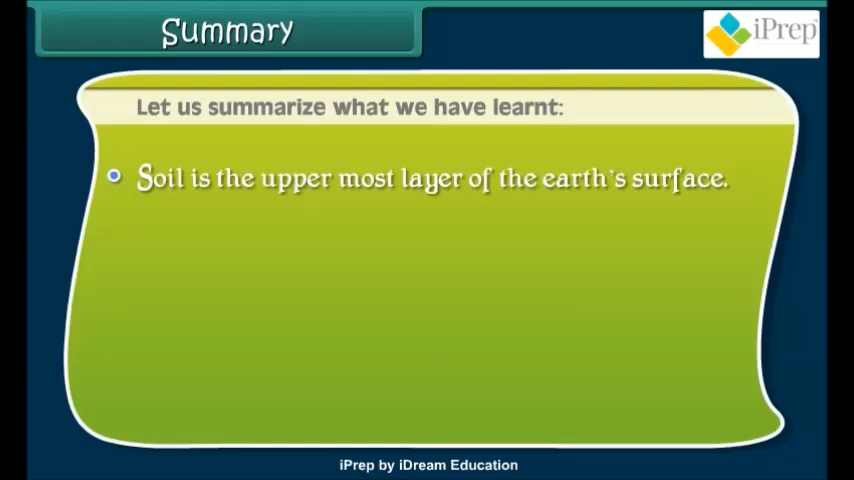 Summary
iPrep
Let us summarize what we have learnt:
Soil is the upper most layer of the earth's surface.
iPrep by iDream Education